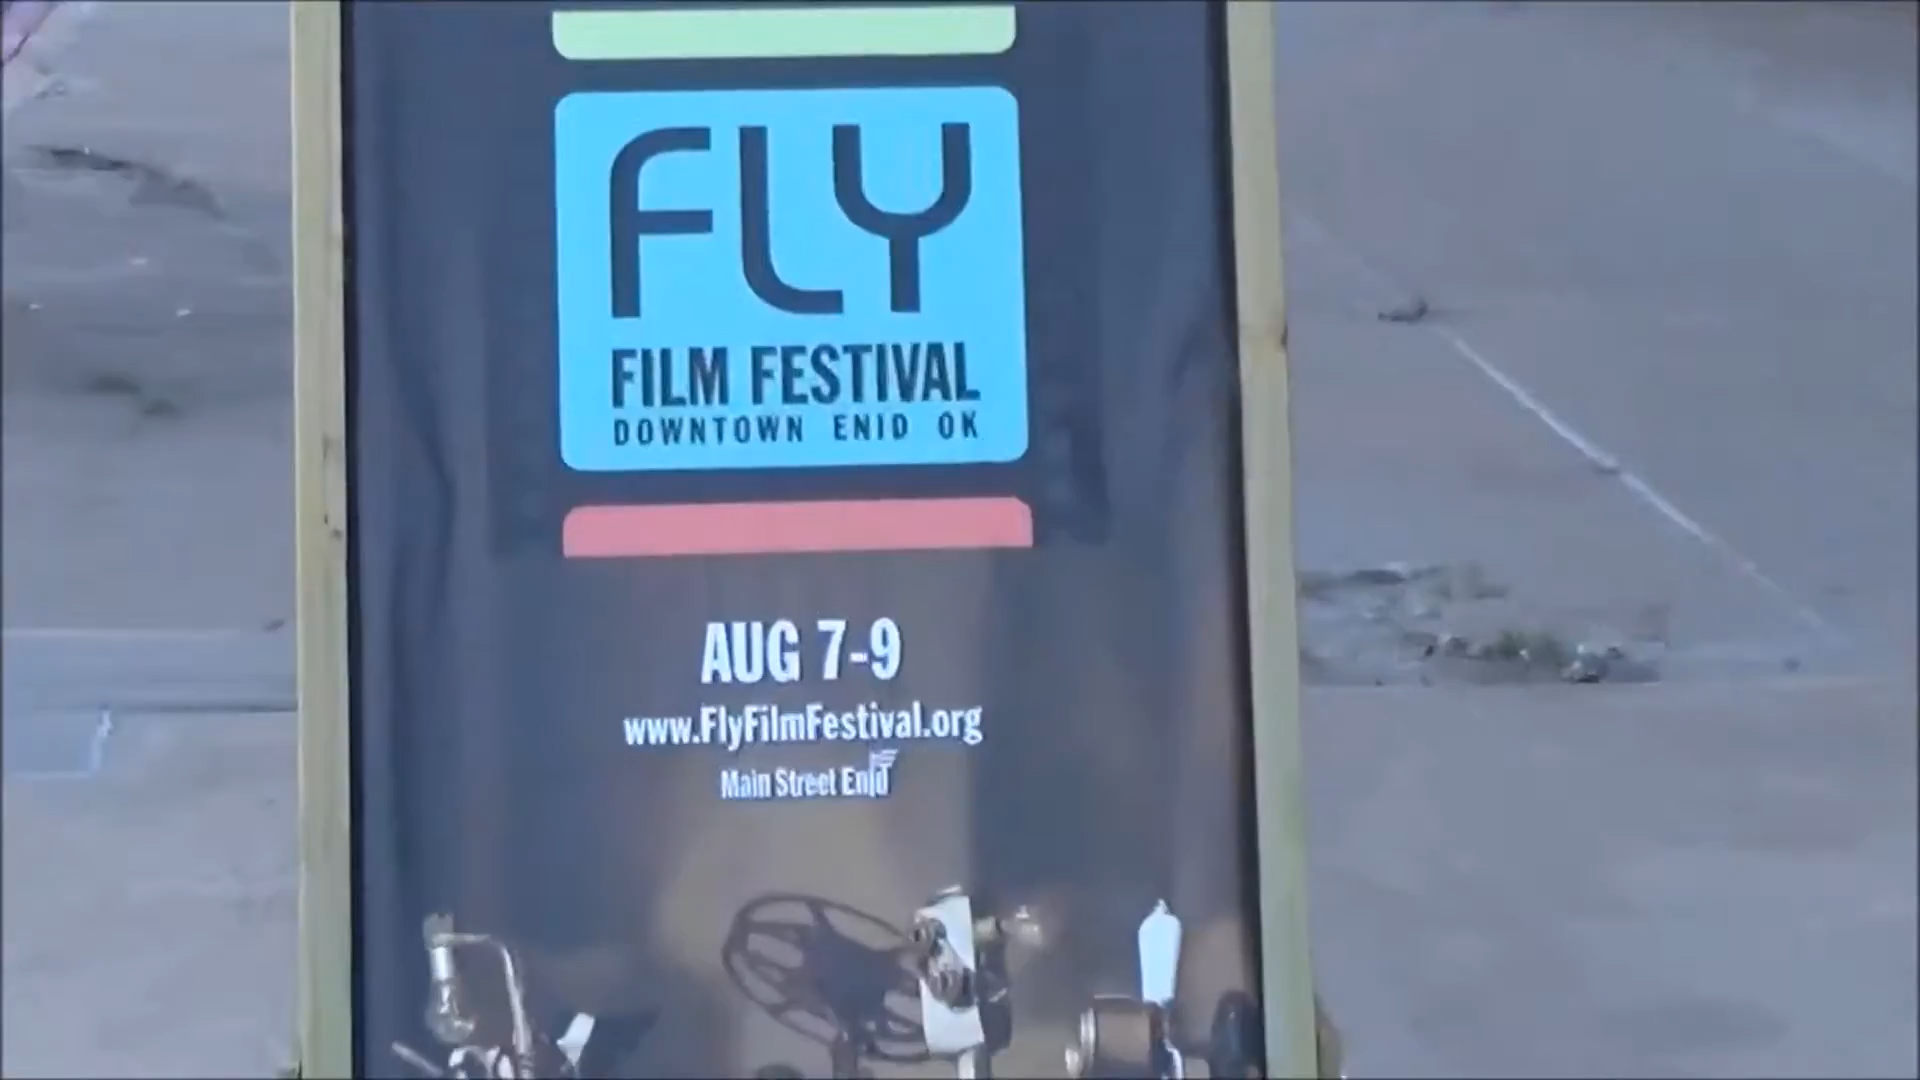 FLY
FILM FESTIVAL
DOWNTOWN ENID OK
AUG 7-9
www.FlyFilmFestival.org
Main Street Enid